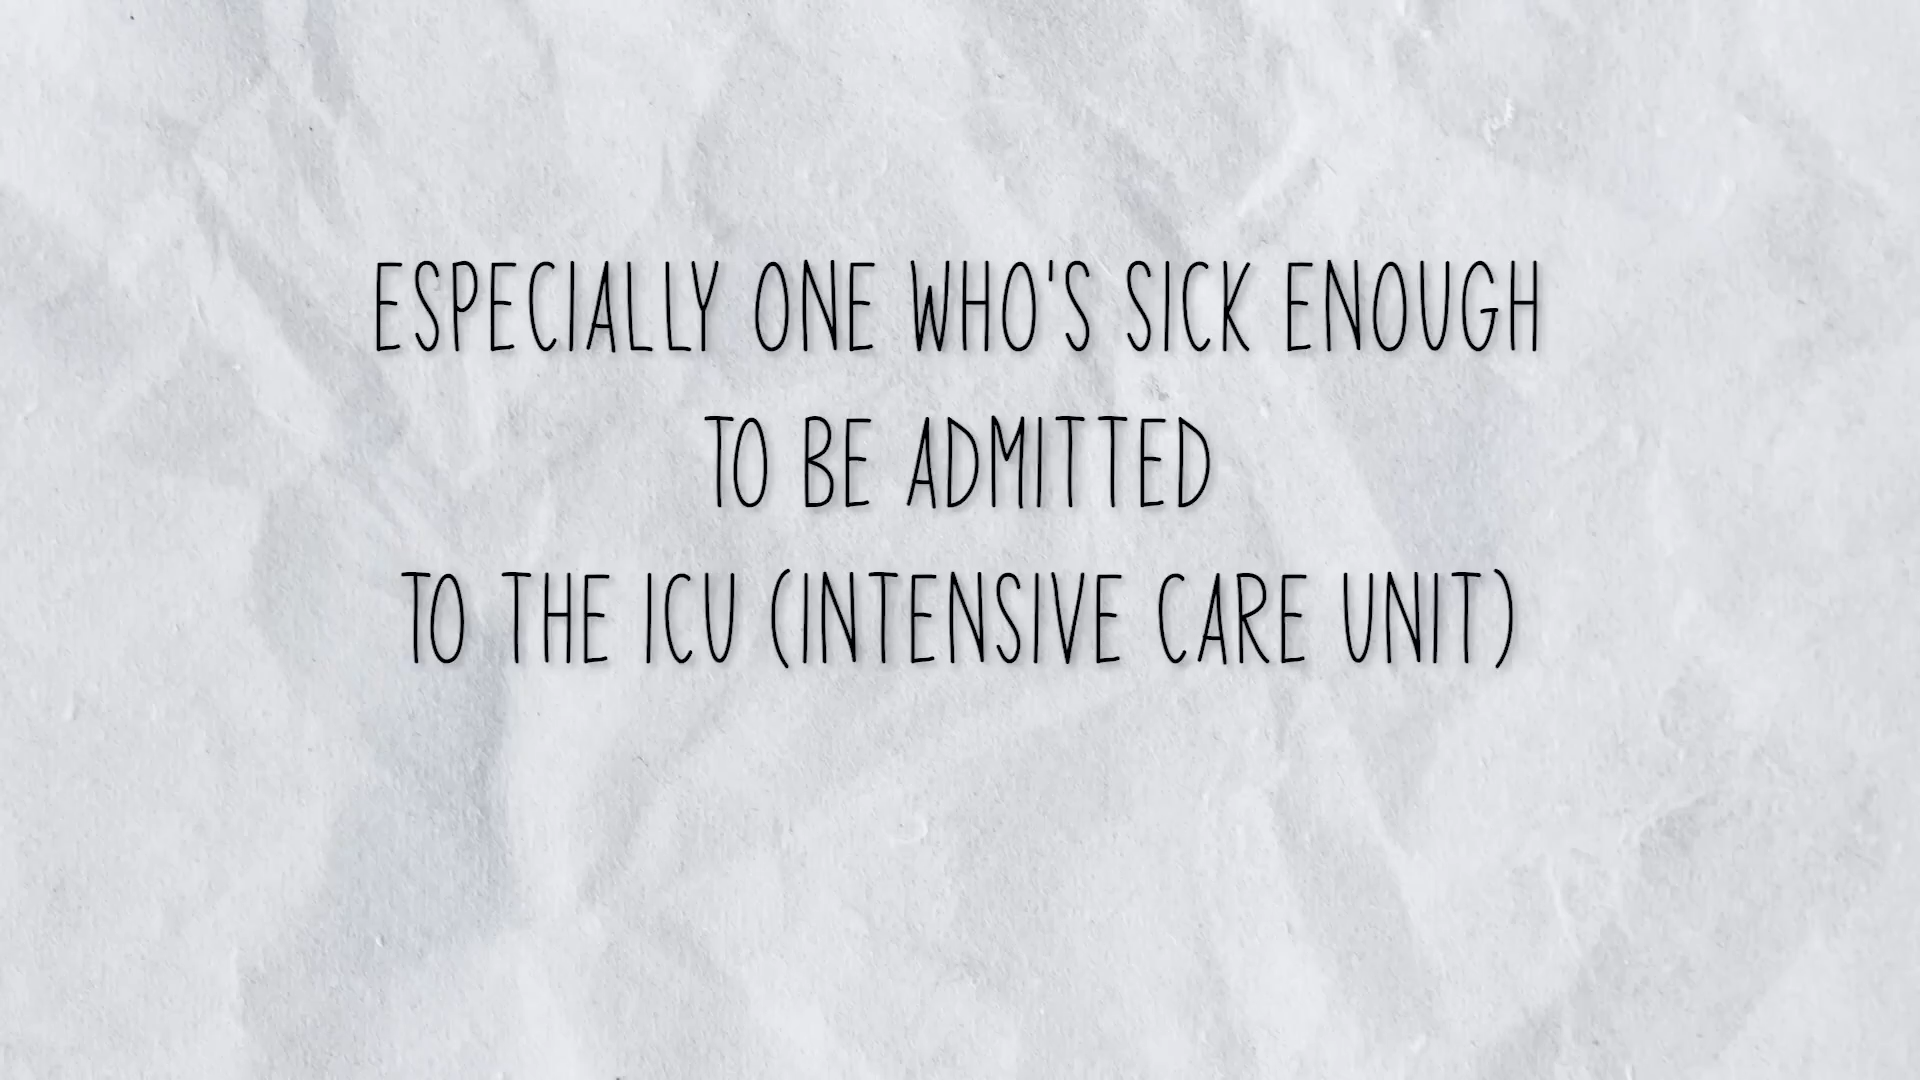 ESPECIALLY ONE WHO'S SICK ENOUGH
TO BE ADMITTED
TO THE ICU (INTENSIVE CARE UNIT)